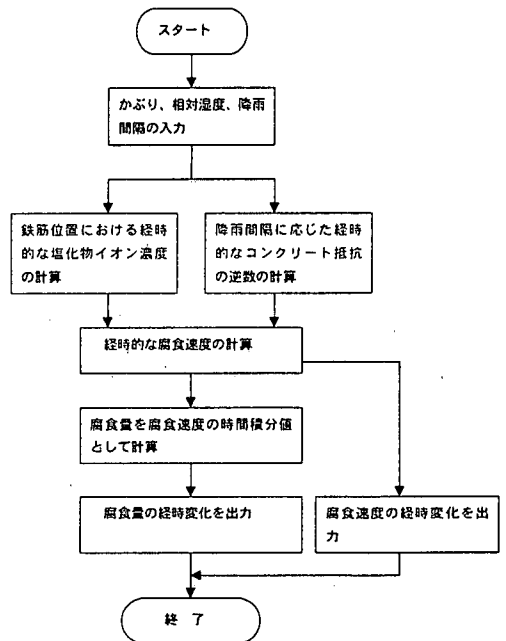 スタート
かぶり、相対湿度、降雨
間隔の入力
鉄筋位置における経時
的な塩化物イオン濃度
の計算
降雨間隔に応じた経時
的なコンクリート抵抗
の逆数の計算
経時的な腐食速度の計算
腐食量を腐食速度の時間積分値
として計算
腐食量の経時変化を出力
腐食速度の経時変化を出
力
終 了